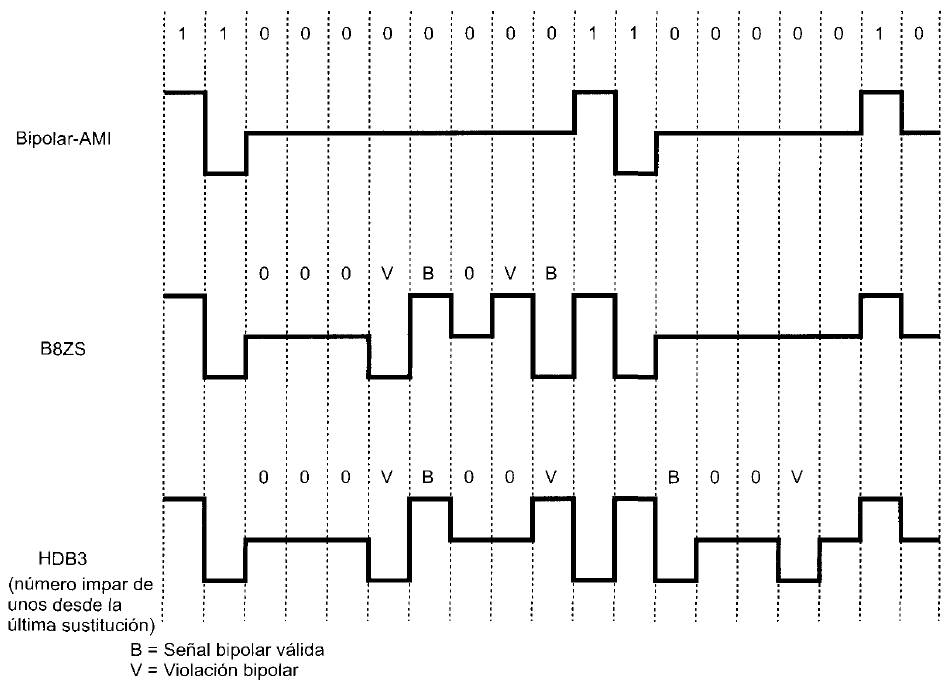 1 1 0 0 0 0 0 0 0 0 1 1 0 0 0 0 0 1 0
Bipolar-AMI
0 0 0 V B 0 V B
B8ZS
0 0 0 V B 0 0 V B 0 0 V
HDB3
(número impar de
unos desde la
última sustitución)
B = Señal bipolar válida
V = Violación bipolar